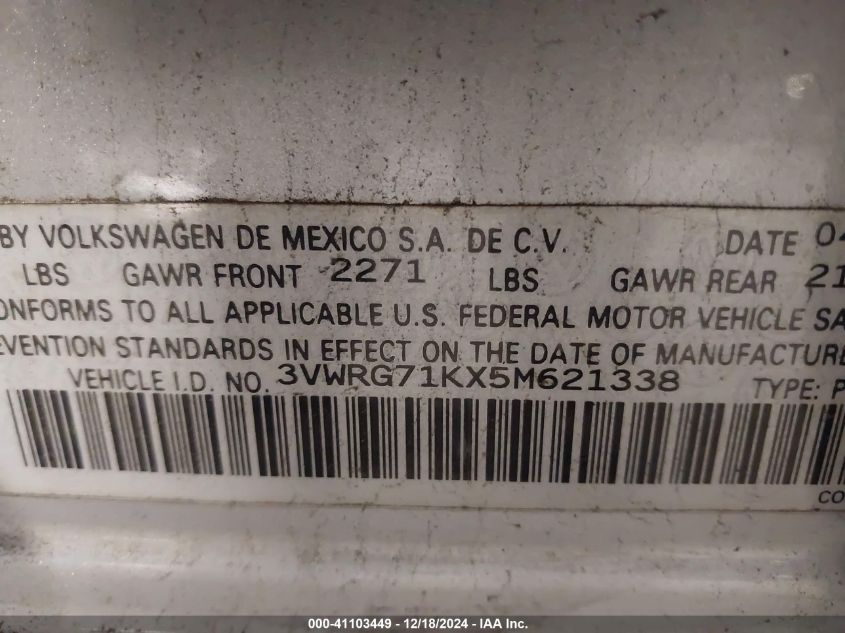 BY VOLKSWAGEN DE MEXICO S.A. DE C.V. DATE 04
LBS GAWR FRONT 2271 LBS GAWR REAR 21
ONFORMS TO ALL APPLICABLE U.S. FEDERAL MOTOR VEHICLE SA
EVENTION STANDARDS IN EFFECT ON THE DATE OF MANUFACTURE
VEHICLE I.D. NO. 3VWRG71KX5M621338 TYPE: P
CO
000-41103449 - 12/18/2024 - IAA Inc.